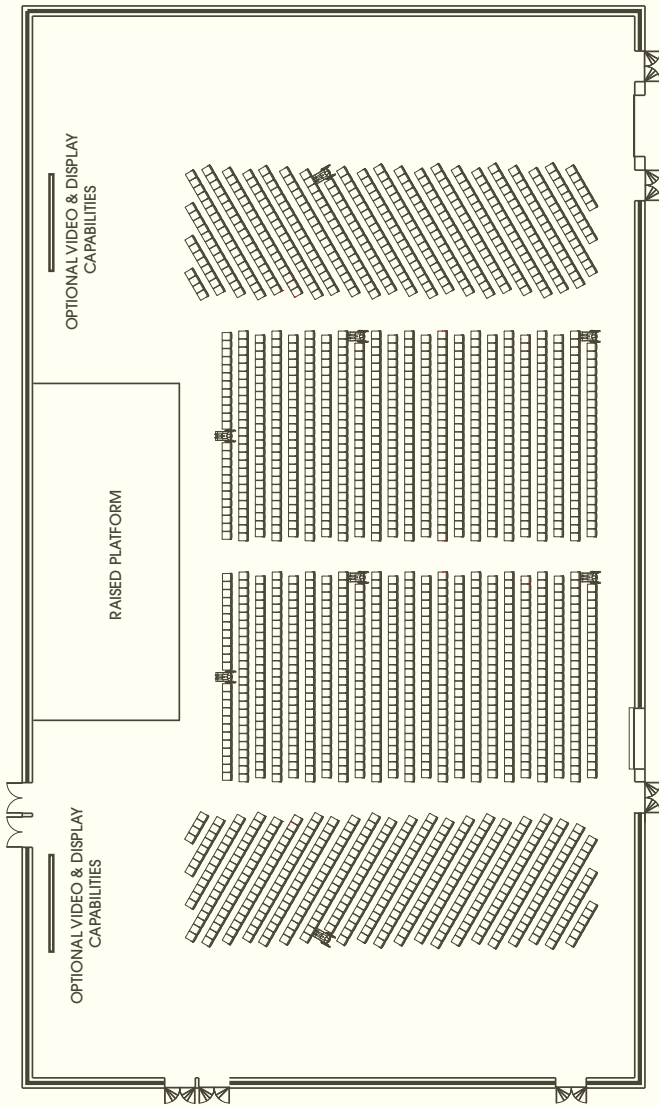 OPTIONAL VIDEO & DISPLAY
CAPABILITIES
RAISED PLATFORM
OPTIONAL VIDEO & DISPLAY
CAPABILITIES